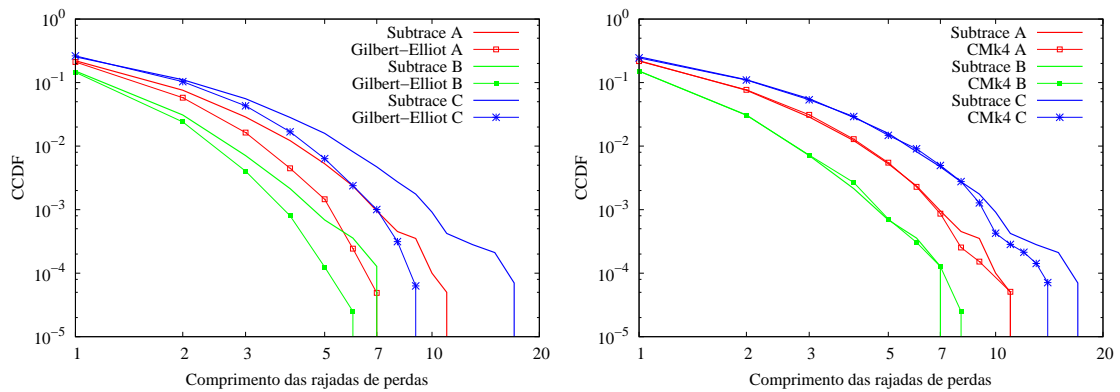 10^0
10^-1
10^-2
10^-3
10^-4
10^-5
CCDF
Subtrace A
Gilbert−Elliot A
Subtrace B
Gilbert−Elliot B
Subtrace C
Gilbert−Elliot C
1 2 3 5 7 10 20
Comprimento das rajadas de perdas
10^0
10^-1
10^-2
10^-3
10^-4
10^-5
CCDF
Subtrace A
CMk4 A
Subtrace B
CMk4 B
Subtrace C
CMk4 C
1 2 3 5 7 10 20
Comprimento das rajadas de perdas